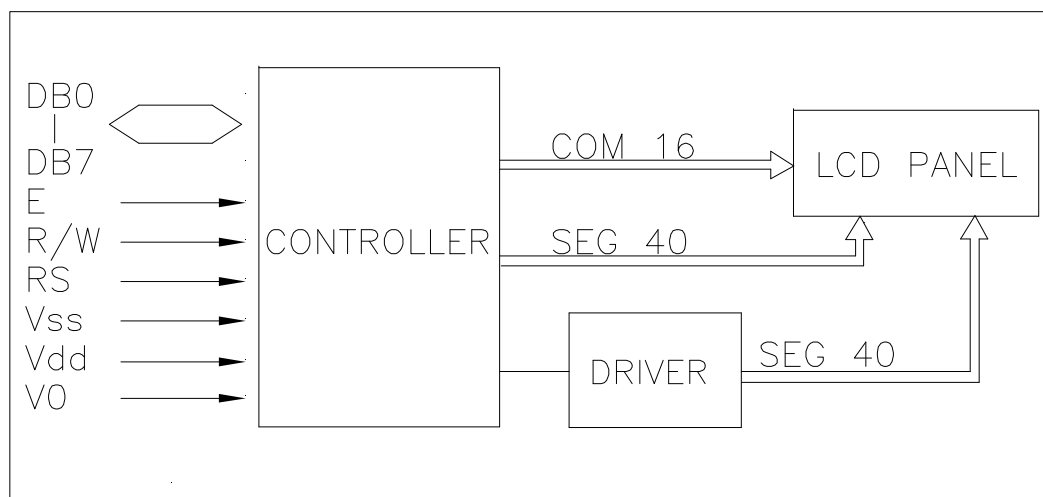 DB0
|
DB7
E
R/W
RS
Vss
Vdd
V0
CONTROLLER
COM 16
SEG 40
DRIVER
SEG 40
LCD PANEL